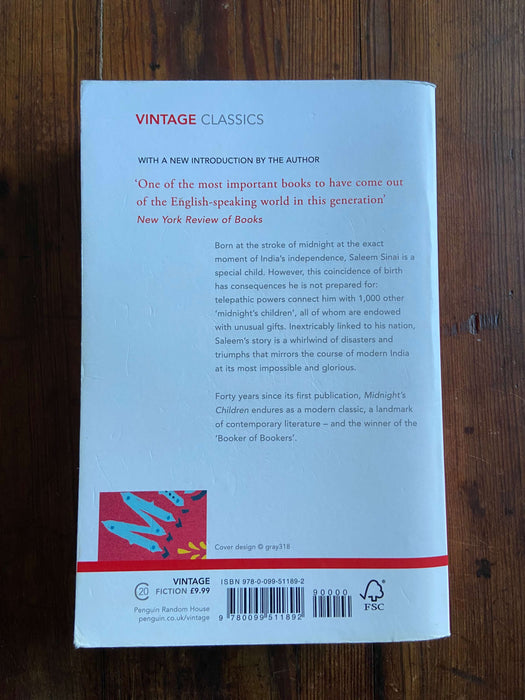 VINTAGE CLASSICS
WITH A NEW INTRODUCTION BY THE AUTHOR
‘One of the most important books to have come out
of the English-speaking world in this generation’
New York Review of Books
Born at the stroke of midnight at the exact
moment of India’s independence, Saleem Sinai is a
special child. However, this coincidence of birth
has consequences he is not prepared for:
telepathic powers connect him with 1,000 other
‘midnight’s children’, all of whom are endowed
with unusual gifts. Inextricably linked to his nation,
Saleem’s story is a whirlwind of disasters and
triumphs that mirrors the course of modern India
at its most impossible and glorious.
Forty years since its first publication, Midnight’s
Children endures as a modern classic, a landmark
of contemporary literature – and the winner of the
‘Booker of Bookers’.
Cover design © gray318
C20
VINTAGE
FICTION £9.99
Penguin Random House
penguin.co.uk/vintage
ISBN 978-0-099-51189-2
90000
9 780099 511892
FSC